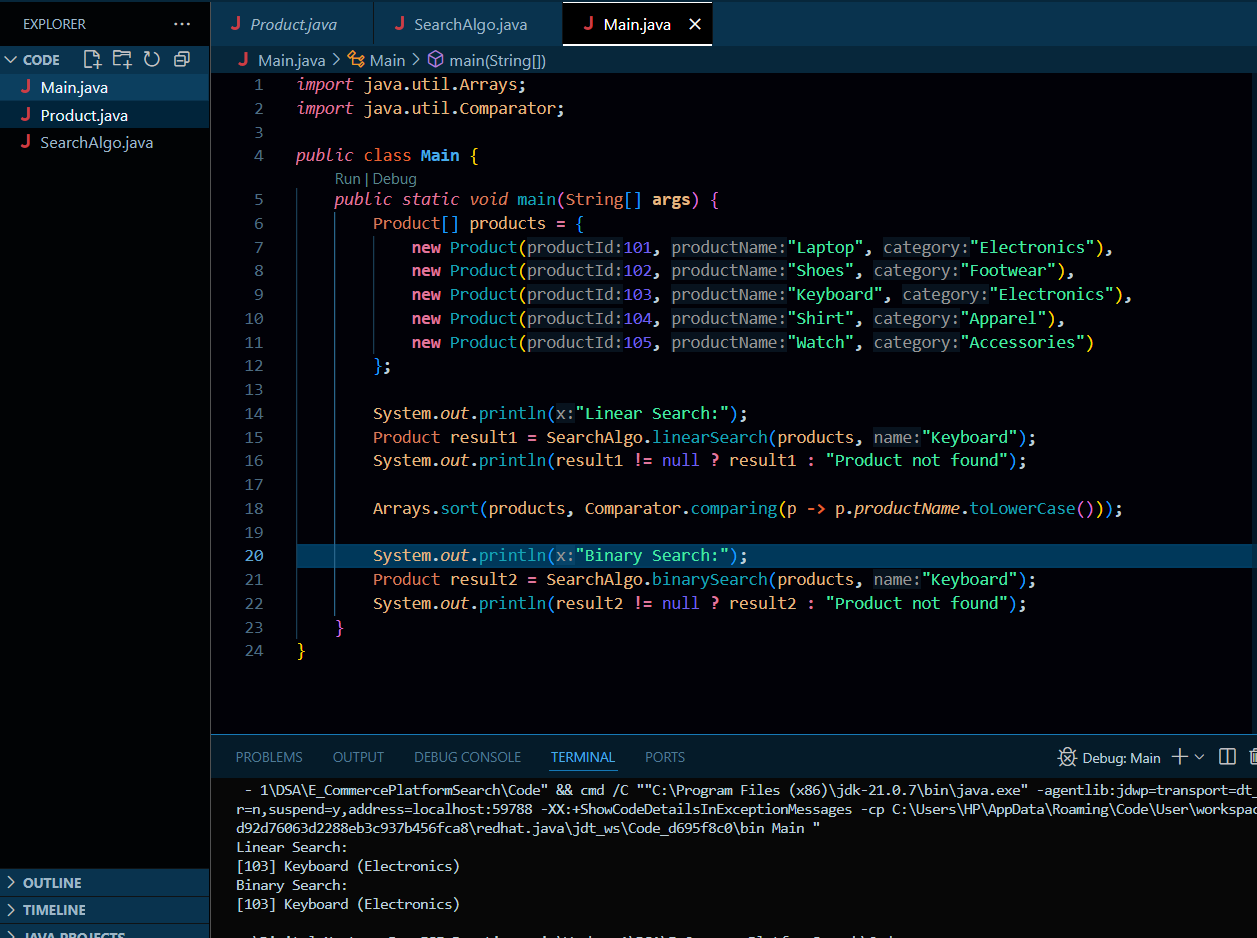 EXPLORER ...
CODE
Main.java
Product.java
SearchAlgo.java
OUTLINE
TIMELINE
JAVA PROJECTS
Product.java SearchAlgo.java Main.java
Main.java > Main > main(String[])
1 import java.util.Arrays;
2 import java.util.Comparator;
3
4 public class Main {
Run | Debug
5 public static void main(String[] args) {
6 Product[] products = {
7 new Product(productId:101, productName:"Laptop", category:"Electronics"),
8 new Product(productId:102, productName:"Shoes", category:"Footwear"),
9 new Product(productId:103, productName:"Keyboard", category:"Electronics"),
10 new Product(productId:104, productName:"Shirt", category:"Apparel"),
11 new Product(productId:105, productName:"Watch", category:"Accessories")
12 };
13
14 System.out.println(x:"Linear Search:");
15 Product result1 = SearchAlgo.linearSearch(products, name:"Keyboard");
16 System.out.println(result1 != null ? result1 : "Product not found");
17
18 Arrays.sort(products, Comparator.comparing(p -> p.productName.toLowerCase()));
19
20 System.out.println(x:"Binary Search:");
21 Product result2 = SearchAlgo.binarySearch(products, name:"Keyboard");
22 System.out.println(result2 != null ? result2 : "Product not found");
23 }
24 }
PROBLEMS OUTPUT DEBUG CONSOLE TERMINAL PORTS Debug: Main
- 1\DSA\E_CommercePlatformSearch\Code" && cmd /C ""C:\Program Files (x86)\jdk-21.0.7\bin\java.exe" -agentlib:jdwp=transport=dt_
r=n,suspend=y,address=localhost:59788 -XX:+ShowCodeDetailsInExceptionMessages -cp C:\Users\HP\AppData\Roaming\Code\User\workspac
d92d76063d2288eb3c937b456fca8\redhat.java\jdt_ws\Code_d695f8c0\bin Main "
Linear Search:
[103] Keyboard (Electronics)
Binary Search:
[103] Keyboard (Electronics)